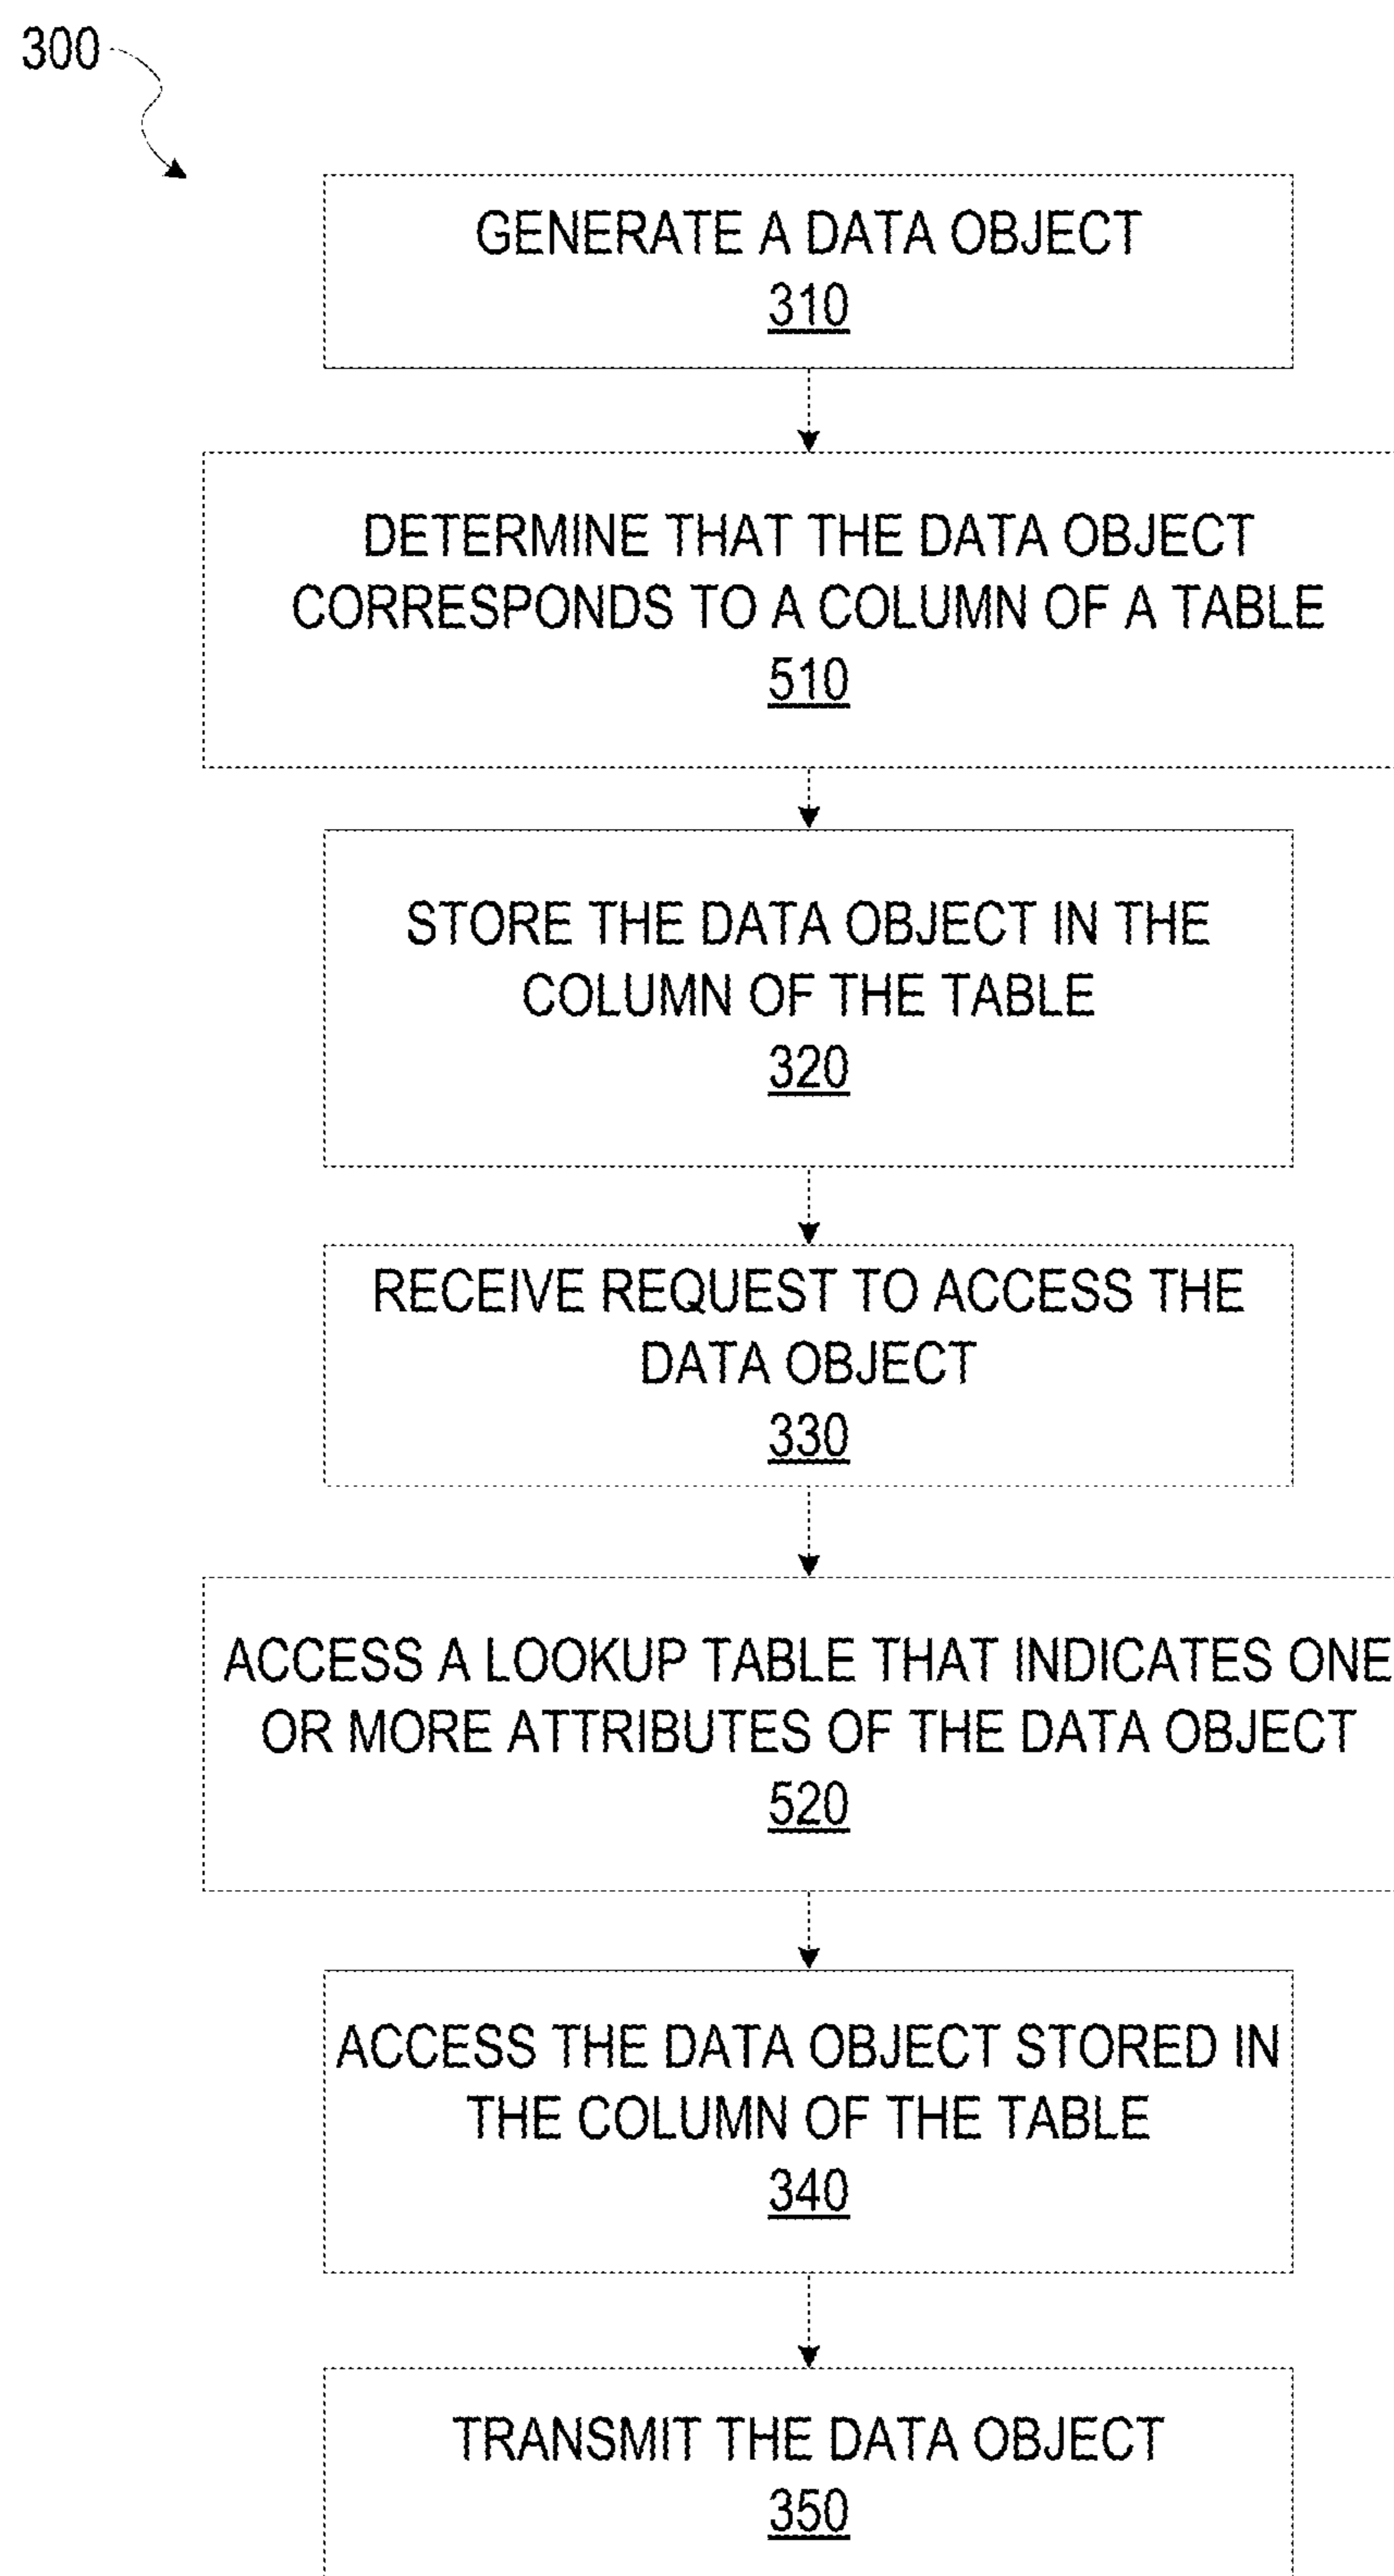 300
GENERATE A DATA OBJECT
310
DETERMINE THAT THE DATA OBJECT
CORRESPONDS TO A COLUMN OF A TABLE
510
STORE THE DATA OBJECT IN THE
COLUMN OF THE TABLE
320
RECEIVE REQUEST TO ACCESS THE
DATA OBJECT
330
ACCESS A LOOKUP TABLE THAT INDICATES ONE
OR MORE ATTRIBUTES OF THE DATA OBJECT
520
ACCESS THE DATA OBJECT STORED IN
THE COLUMN OF THE TABLE
340
TRANSMIT THE DATA OBJECT
350